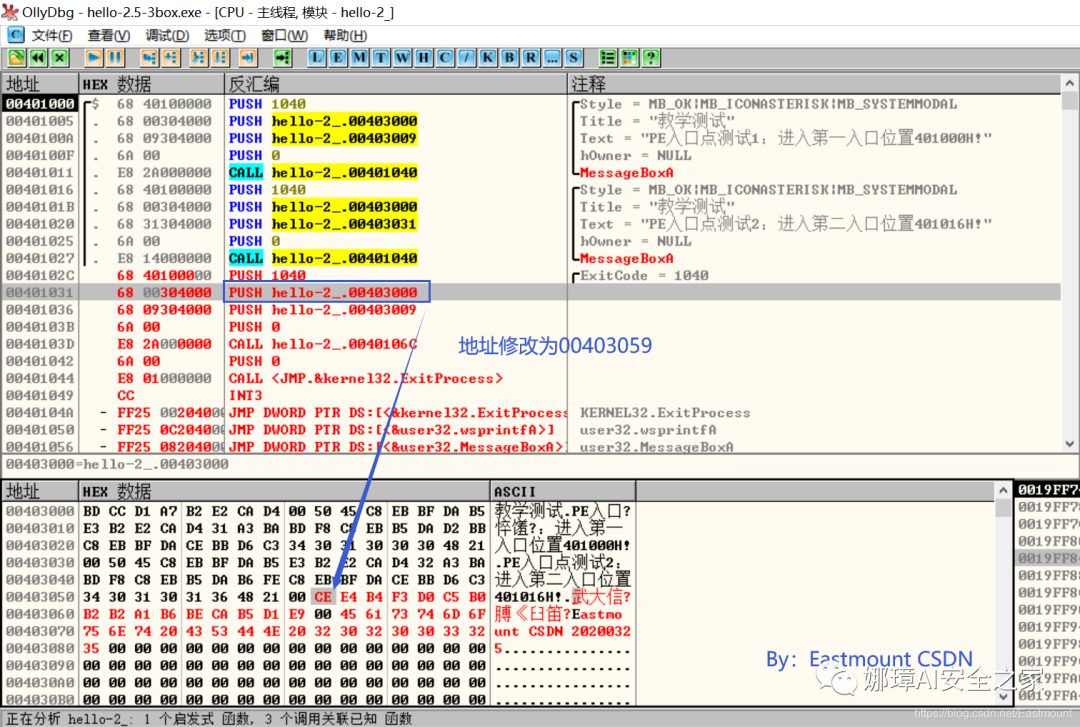 OllyDbg - hello-2.5-3box.exe - [CPU - 主线程, 模块 - hello-2_]
C 文件(F) 查看(V) 调试(D) 选项(T) 窗口(W) 帮助(H)
L E M T W H C / K B R ... S ?
地址 HEX 数据 反汇编 注释
00401000 $ 68 40100000 PUSH 1040 Style = MB_OK|MB_ICONASTERISK|MB_SYSTEMMODAL
00401005 . 68 00304000 PUSH hello-2_.00403000 Title = "教学测试"
0040100A . 68 09304000 PUSH hello-2_.00403009 Text = "PE入口点测试1：进入第一入口位置401000H!"
0040100F . 6A 00 PUSH 0 hOwner = NULL
00401011 . E8 2A000000 CALL hello-2_.00401040 MessageBoxA
00401016 . 68 40100000 PUSH 1040 Style = MB_OK|MB_ICONASTERISK|MB_SYSTEMMODAL
0040101B . 68 00304000 PUSH hello-2_.00403000 Title = "教学测试"
00401020 . 68 31304000 PUSH hello-2_.00403031 Text = "PE入口点测试2：进入第二入口位置401016H!"
00401025 . 6A 00 PUSH 0 hOwner = NULL
00401027 . E8 14000000 CALL hello-2_.00401040 MessageBoxA
0040102C 68 40100000 PUSH 1040 ExitCode = 1040
00401031 68 00304000 PUSH hello-2_.00403000
00401036 68 09304000 PUSH hello-2_.00403009
0040103B 6A 00 PUSH 0
0040103D E8 2A000000 CALL hello-2_.0040106C
地址修改为00403059
00401042 6A 00 PUSH 0
00401044 E8 01000000 CALL <JMP.&kernel32.ExitProcess>
00401049 CC INT3
0040104A - FF25 00204000 JMP DWORD PTR DS:[<&kernel32.ExitProcess KERNEL32.ExitProcess
00401050 - FF25 0C204000 JMP DWORD PTR DS:[<&user32.wsprintfA>] user32.wsprintfA
00401056 - FF25 08204000 JMP DWORD PTR DS:[<&user32.MessageBoxA>] user32.MessageBoxA
00403000=hello-2_.00403000
地址 HEX 数据 ASCII
00403000 BD CC D1 A7 B2 E2 CA D4 00 50 45 C8 EB BF DA B5 教学测试.PE入口?
00403010 E3 B2 E2 CA D4 31 A3 BA BD F8 C8 EB B5 DA D2 BB ：进入第一
00403020 C8 EB BF DA CE BB D6 C3 34 30 31 30 30 30 48 21 入口位置401000H!
00403030 00 50 45 C8 EB BF DA B5 E3 B2 E2 CA D4 32 A3 BA .PE入口点测试2：
00403040 BD F8 C8 EB B5 DA B6 FE C8 EB BF DA CE BB D6 C3 进入第二入口位置
00403050 34 30 31 30 31 36 48 21 00 CE E4 B4 F3 D0 C5 B0 401016H!.武大信?
00403060 B2 B2 A1 B6 BE CA B5 D1 E9 00 45 61 73 74 6D 6F 膊《臼笛?Eastmo
00403070 75 6E 74 20 43 53 44 4E 20 32 30 32 30 30 33 32 unt CSDN 2020032
00403080 35 00 00 00 00 00 00 00 00 00 00 00 00 00 00 00 5...............
00403090 00 00 00 00 00 00 00 00 00 00 00 00 00 00 00 00 ................
004030A0 00 00 00 00 00 00 00 00 00 00 00 00 00 00 00 00 ................
004030B0 00 00 00 00 00 00 00 00 00 00 00 00 00 00 00 00 ................
By：Eastmount CSDN
娜璋AI安全之家
正在分析 hello-2_: 1 个启发式 函数, 3 个调用关联已知 函数
https://blog.csdn.net/Eastmount